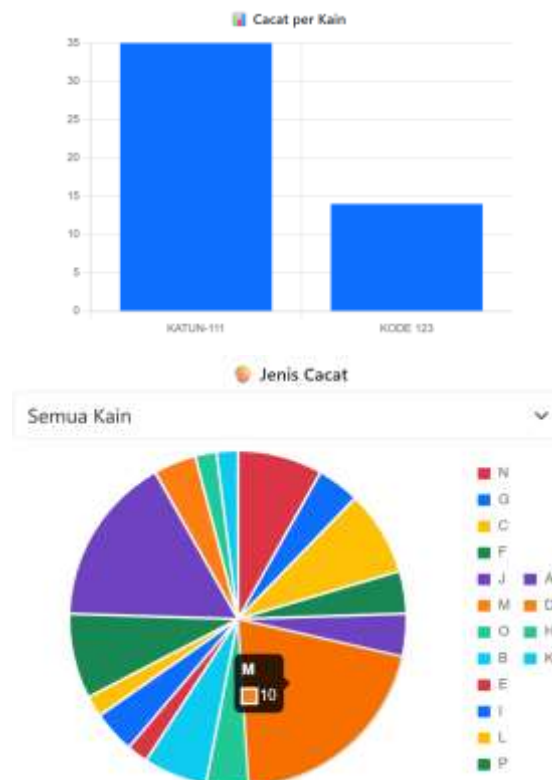 Cacat per Kain
35
30
25
20
15
10
5
0
KATUN-111
KODE 123
Jenis Cacat
Semua Kain
N
G
C
F
J A
M D
O H
B K
E
I
L
P
M
10